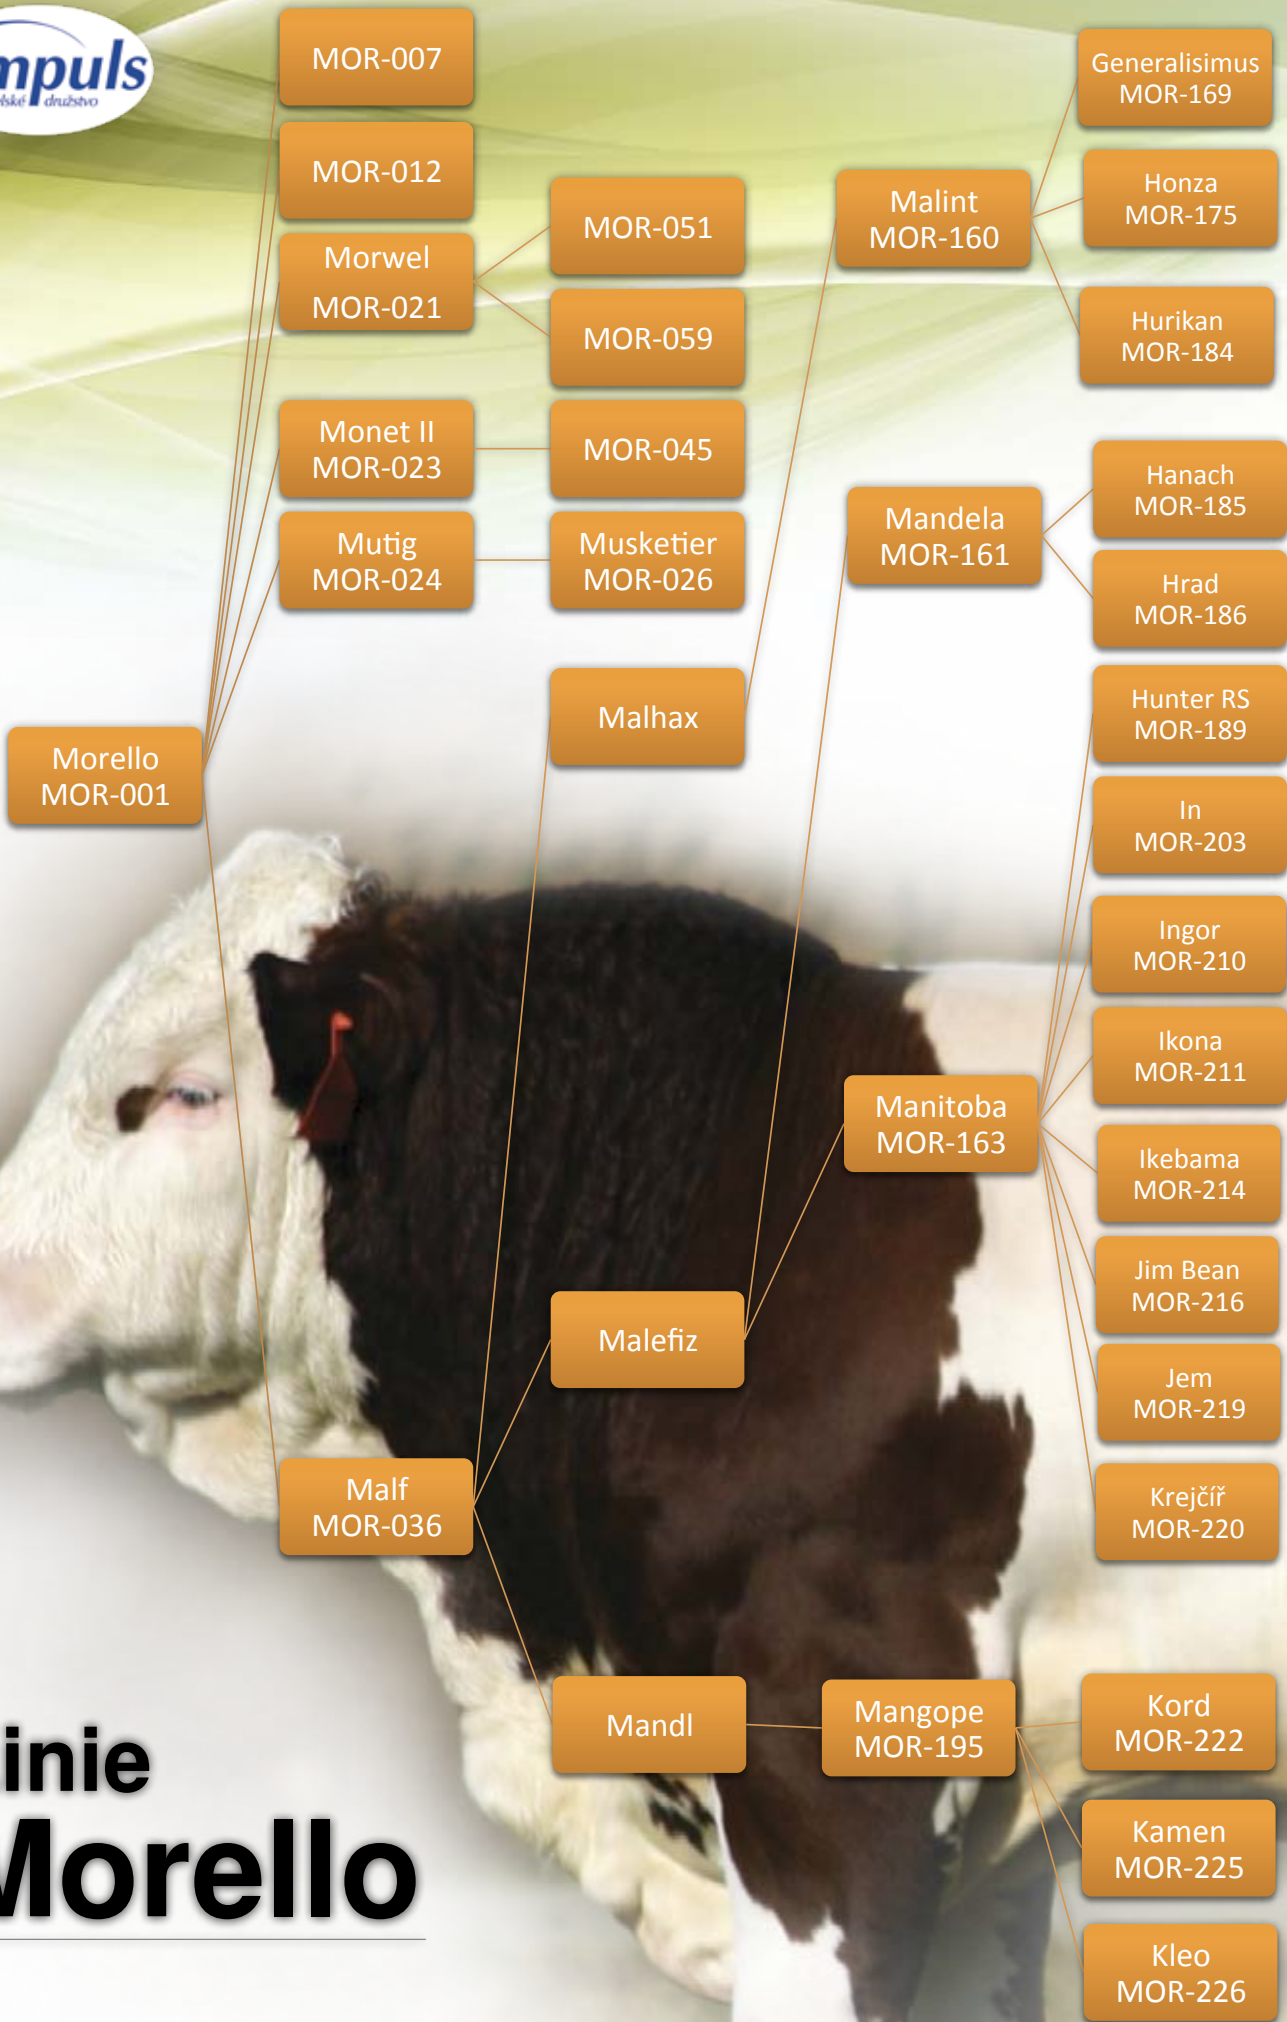 mpuls
lské družstvo
MOR-007
MOR-012
Morwel
MOR-021
Monet II
MOR-023
Mutig
MOR-024
Morello
MOR-001
Malf
MOR-036
MOR-051
MOR-059
MOR-045
Musketier
MOR-026
Malhax
Malefiz
Mandl
Malint
MOR-160
Mandela
MOR-161
Manitoba
MOR-163
Mangope
MOR-195
Generalisimus
MOR-169
Honza
MOR-175
Hurikan
MOR-184
Hanach
MOR-185
Hrad
MOR-186
Hunter RS
MOR-189
In
MOR-203
Ingor
MOR-210
Ikona
MOR-211
Ikebama
MOR-214
Jim Bean
MOR-216
Jem
MOR-219
Krejčíř
MOR-220
Kord
MOR-222
Kamen
MOR-225
Kleo
MOR-226
inie
Morello